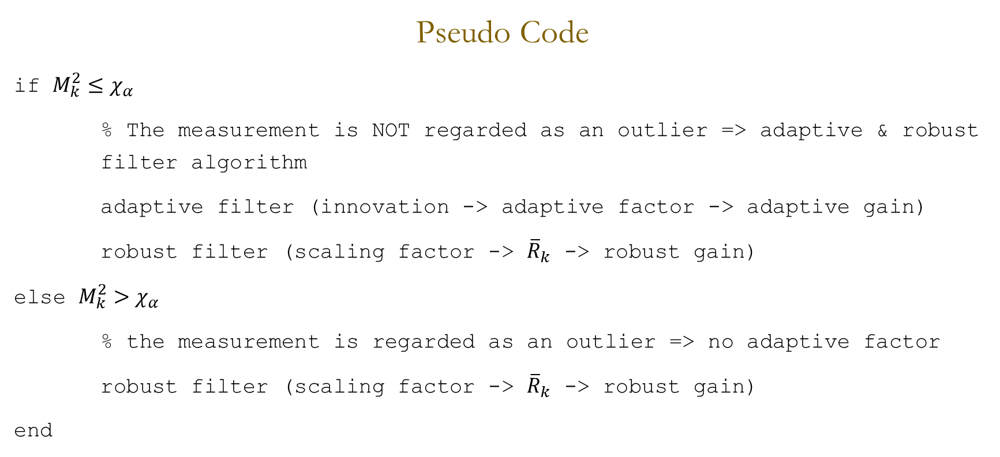 Pseudo Code
if $M_k^2 \leq \chi_\alpha$
% The measurement is NOT regarded as an outlier => adaptive & robust
filter algorithm
adaptive filter (innovation -> adaptive factor -> adaptive gain)
robust filter (scaling factor -> $\bar{R}_k$ -> robust gain)
else $M_k^2 > \chi_\alpha$
% the measurement is regarded as an outlier => no adaptive factor
robust filter (scaling factor -> $\bar{R}_k$ -> robust gain)
end